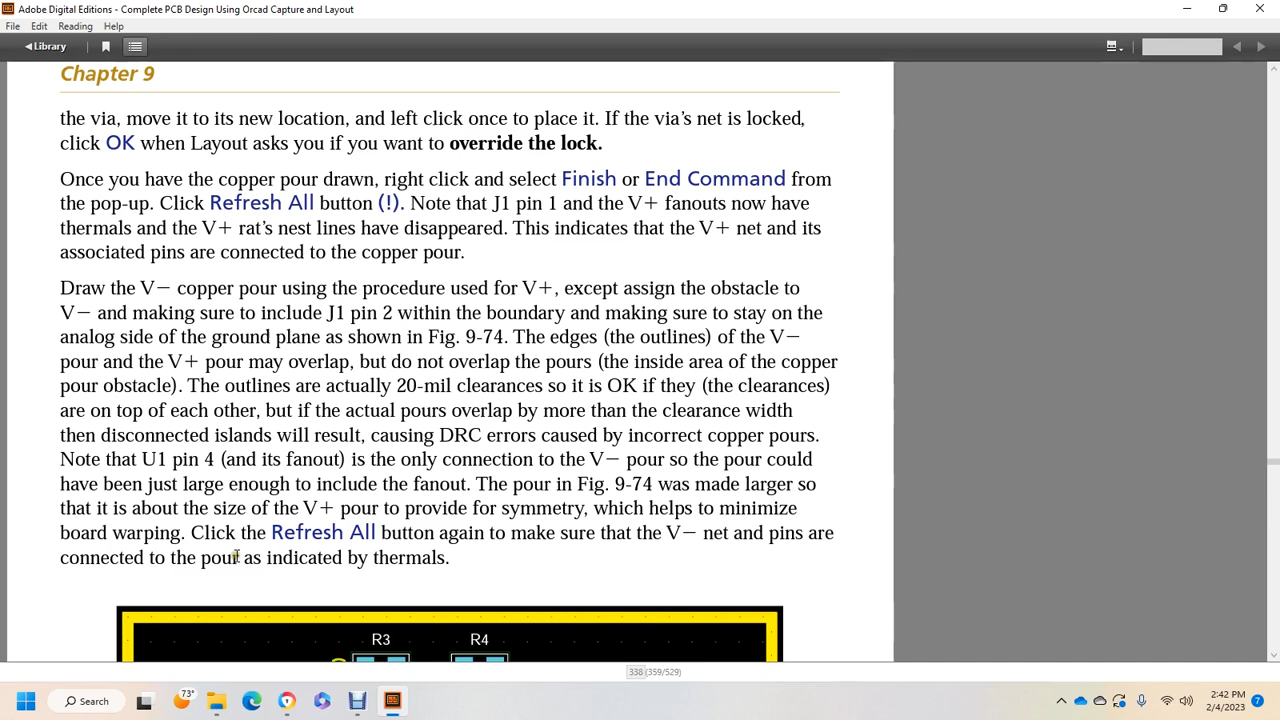 Adobe Digital Editions - Complete PCB Design Using Orcad Capture and Layout
File Edit Reading Help
Library
Chapter 9
the via, move it to its new location, and left click once to place it. If the via's net is locked,
click OK when Layout asks you if you want to override the lock.
Once you have the copper pour drawn, right click and select Finish or End Command from
the pop-up. Click Refresh All button (!). Note that J1 pin 1 and the V+ fanouts now have
thermals and the V+ rat's nest lines have disappeared. This indicates that the V+ net and its
associated pins are connected to the copper pour.
Draw the V− copper pour using the procedure used for V+, except assign the obstacle to
V− and making sure to include J1 pin 2 within the boundary and making sure to stay on the
analog side of the ground plane as shown in Fig. 9-74. The edges (the outlines) of the V−
pour and the V+ pour may overlap, but do not overlap the pours (the inside area of the copper
pour obstacle). The outlines are actually 20-mil clearances so it is OK if they (the clearances)
are on top of each other, but if the actual pours overlap by more than the clearance width
then disconnected islands will result, causing DRC errors caused by incorrect copper pours.
Note that U1 pin 4 (and its fanout) is the only connection to the V− pour so the pour could
have been just large enough to include the fanout. The pour in Fig. 9-74 was made larger so
that it is about the size of the V+ pour to provide for symmetry, which helps to minimize
board warping. Click the Refresh All button again to make sure that the V− net and pins are
connected to the pour as indicated by thermals.
R3 R4
338 (359/529)
Search
73°
2:42 PM
2/4/2023
7